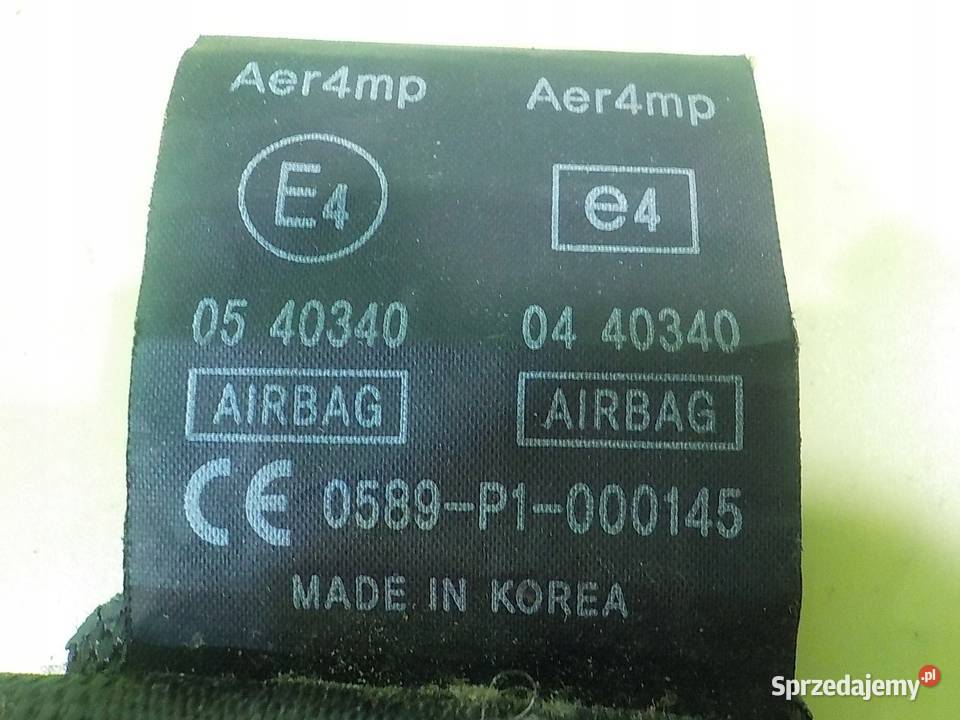 Aer4mp Aer4mp
E4 e4
05 40340 04 40340
AIRBAG AIRBAG
CE 0589-P1-000145
MADE IN KOREA
Sprzedajemy.pl